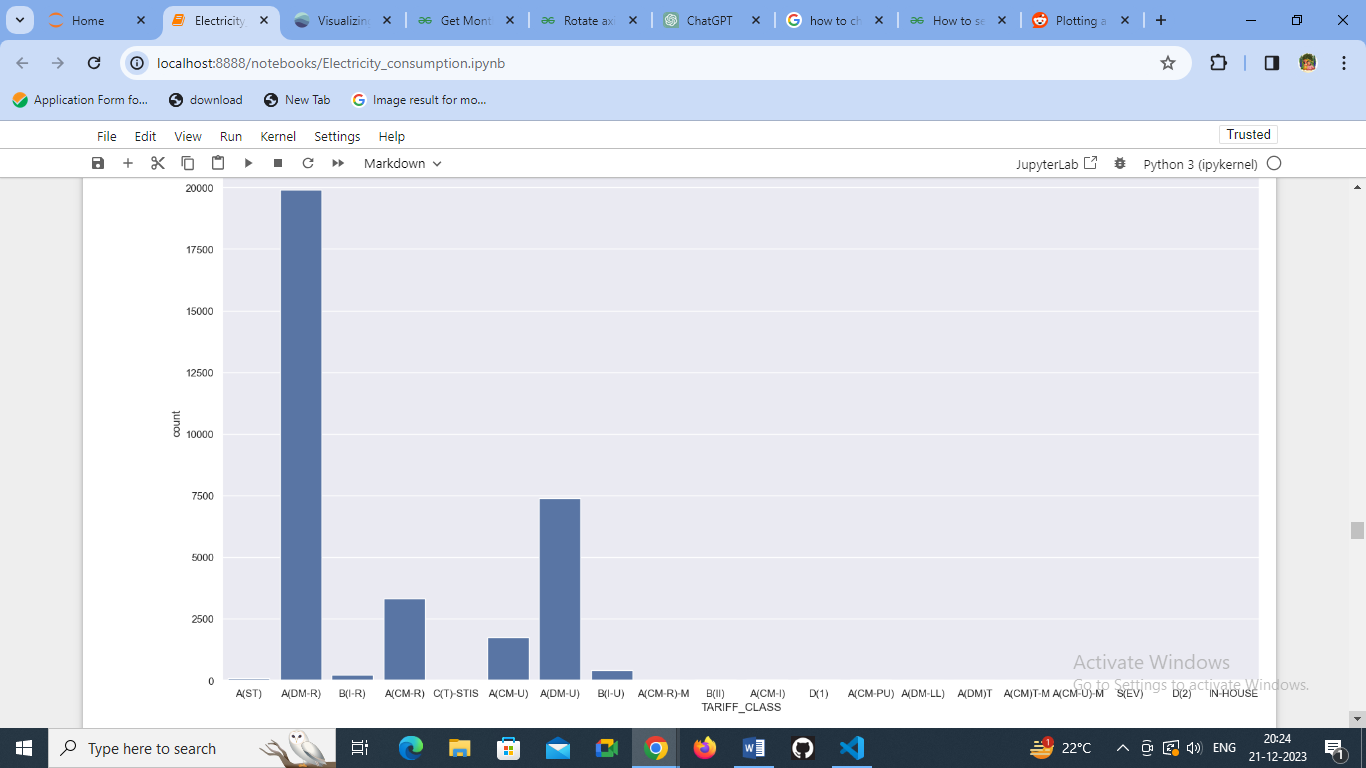 Home
Electricity
Visualizing
Get Mont
Rotate ax
ChatGPT
how to ch
How to se
Plotting a
localhost:8888/notebooks/Electricity_consumption.ipynb
Application Form fo...
download
New Tab
Image result for mo...
File Edit View Run Kernel Settings Help
Trusted
Markdown
JupyterLab
Python 3 (ipykernel)
20000
17500
15000
12500
10000
7500
5000
2500
0
count
A(ST) A(DM-R) B(I-R) A(CM-R) C(T)-STIS A(CM-U) A(DM-U) B(I-U) A(CM-R)-M B(II) A(CM-I) D(1) A(CM-PU) A(DM-LL) A(DM)T A(CM)T-M A(CM-U)-M S(EV) D(2) IN-HOUSE
TARIFF_CLASS
Activate Windows
Go to Settings to activate Windows.
Type here to search
1
22°C
ENG
20:24
21-12-2023
1